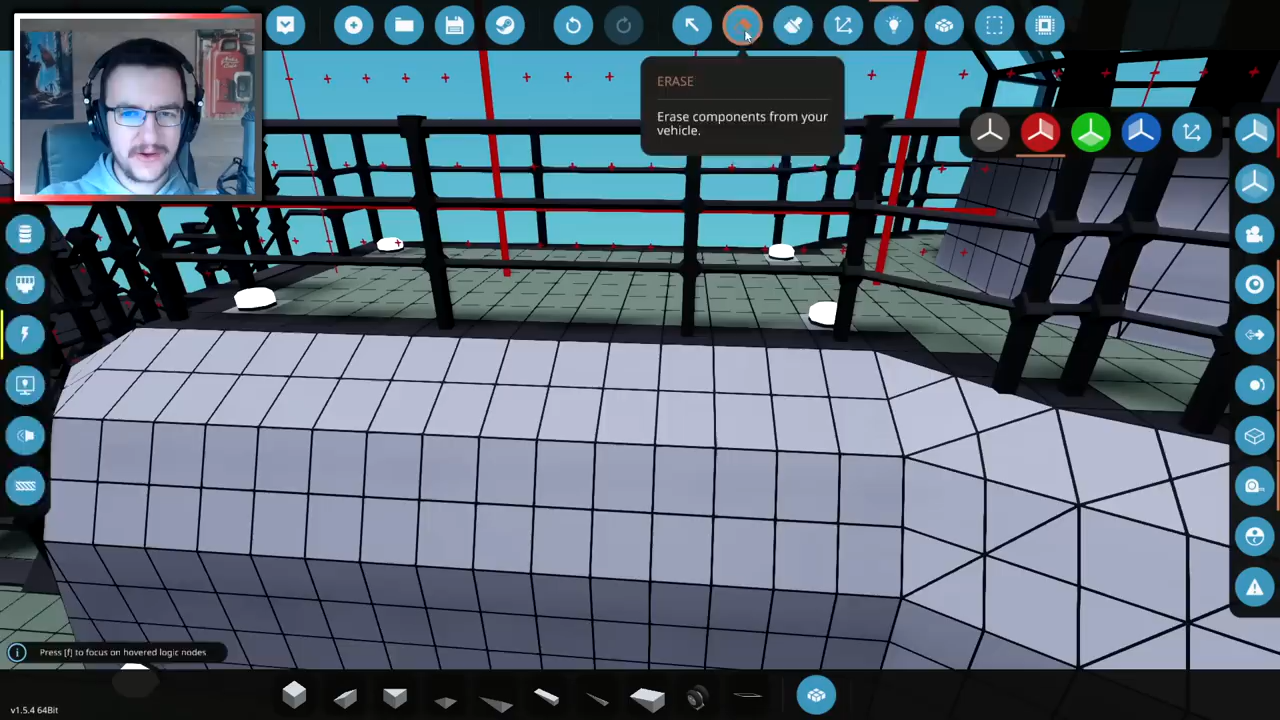 ERASE
Erase components from your
vehicle.
Press [f] to focus on hovered logic nodes
v1.5.4 64Bit